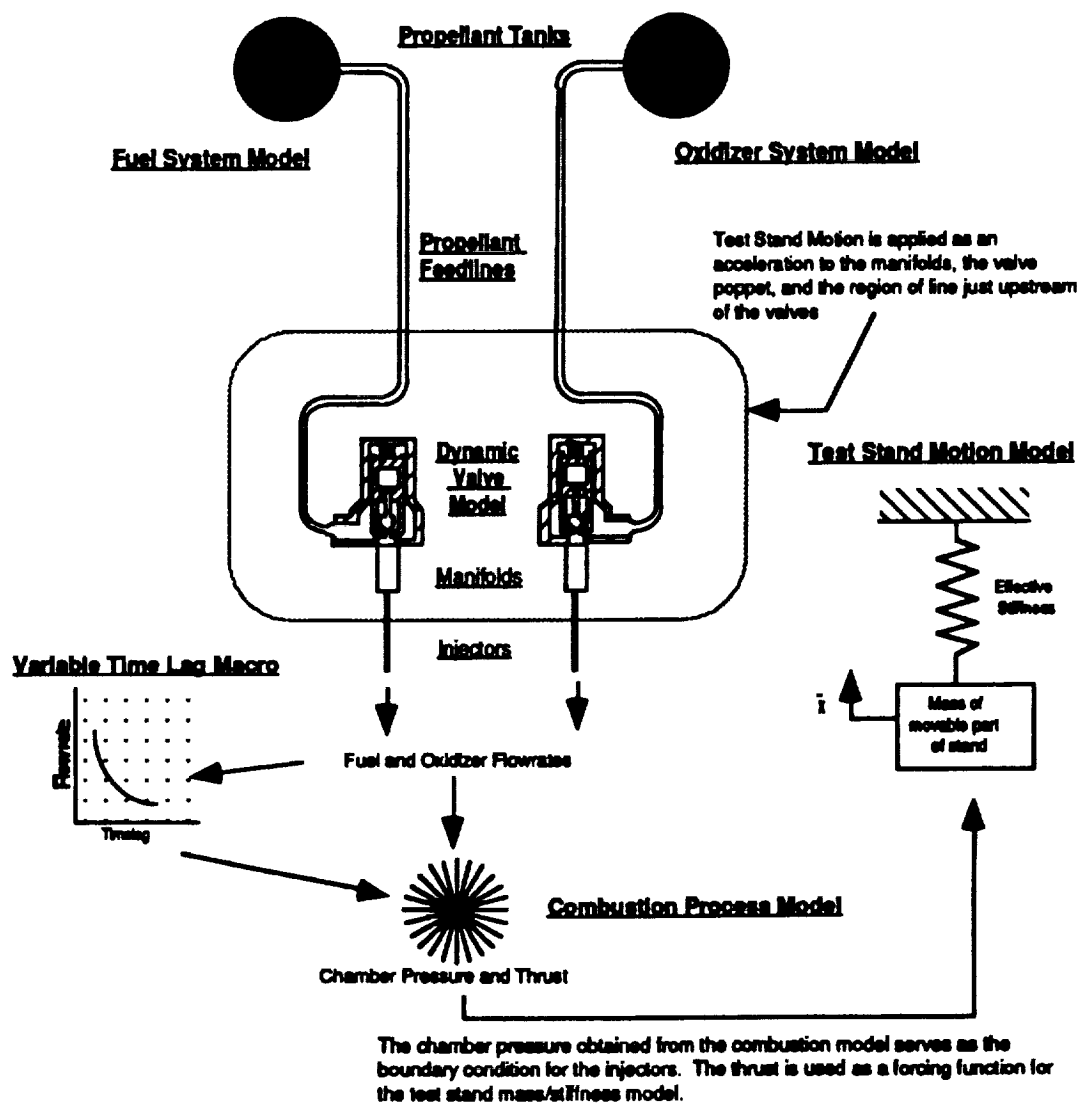 Propellant Tanks
Fuel System Model
Oxidizer System Model
Propellant
Feedlines
Test Stand Motion is applied as an
acceleration to the manifolds, the valve
poppet, and the region of line just upstream
of the valves
Dynamic
Valve
Model
Test Stand Motion Model
Manifolds
Effective
Stiffness
Injectors
Variable Time Lag Macro
Mass of
movable part
of stand
Flowrate
Fuel and Oxidizer Flowrates
Timelag
Combustion Process Model
Chamber Pressure and Thrust
The chamber pressure obtained from the combustion model serves as the
boundary condition for the injectors. The thrust is used as a forcing function for
the test stand mass/stiffness model.